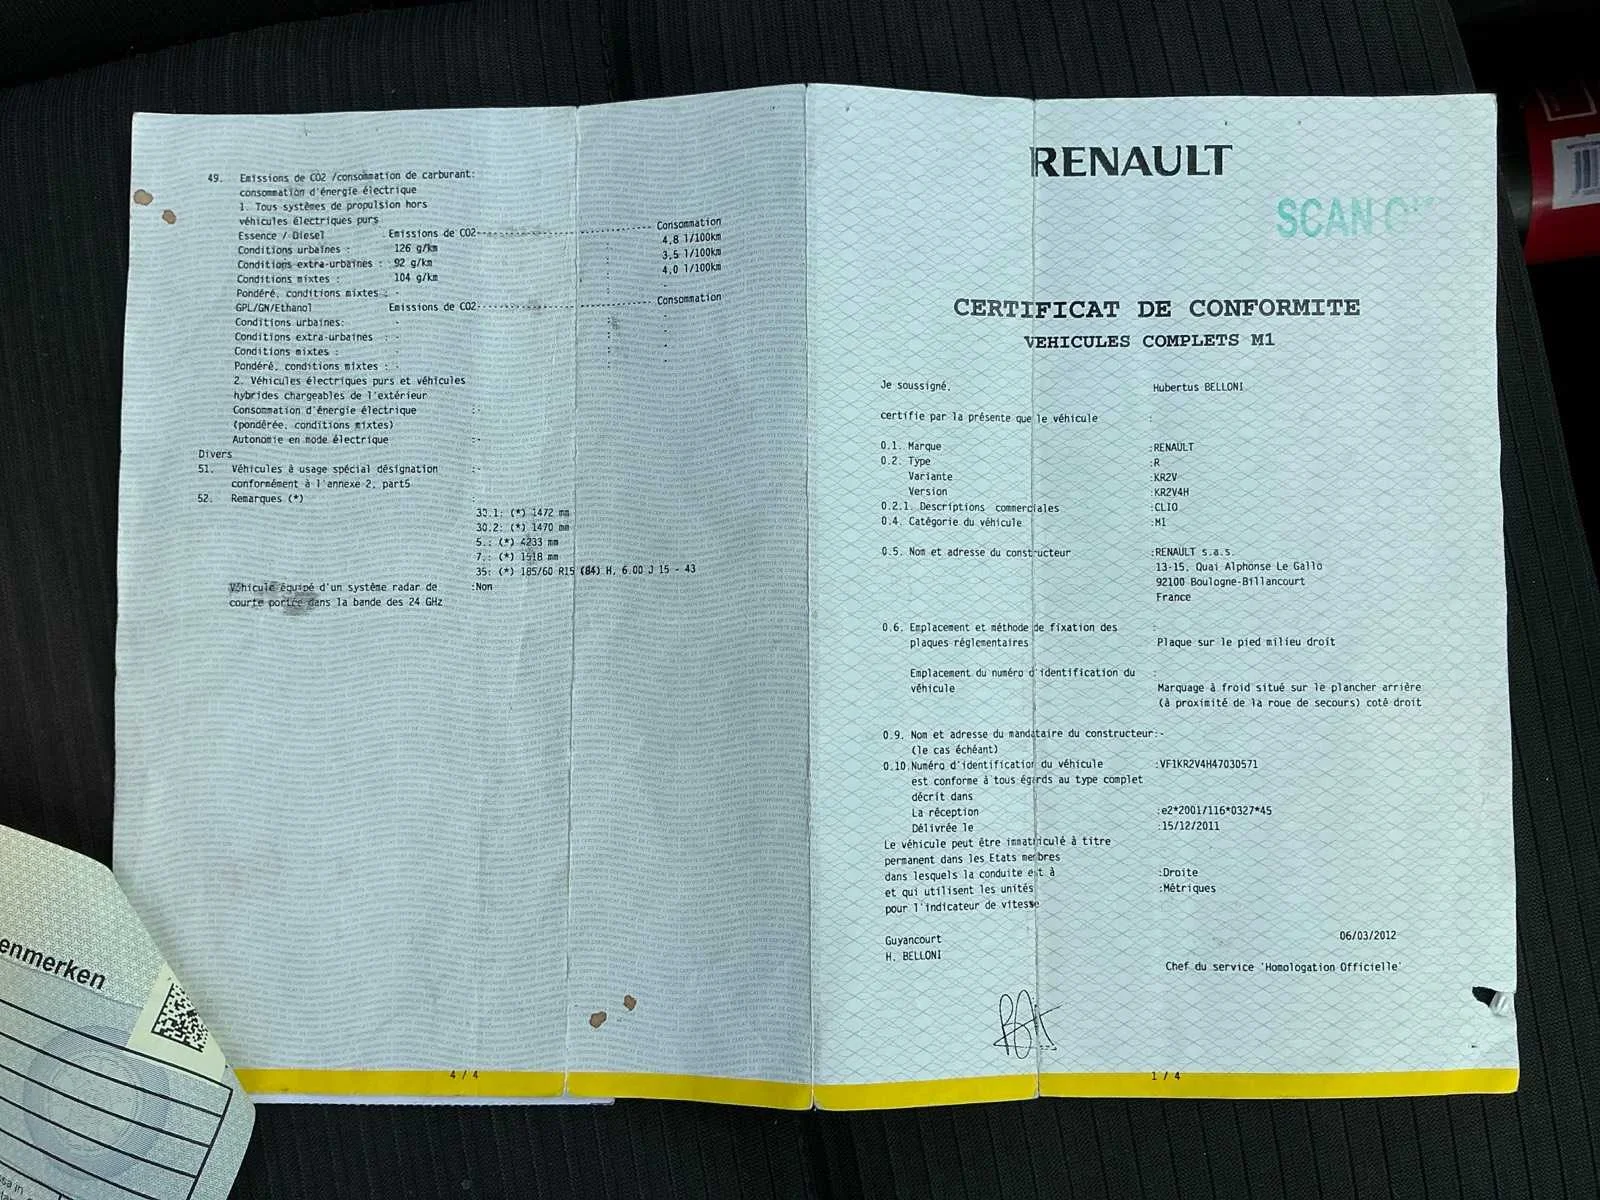 49. Emissions de CO2 /consommation de carburant:
consommation d'énergie électrique
1. Tous systèmes de propulsion hors
véhicules électriques purs
Essence / Diesel Emissions de CO2 Consommation
Conditions urbaines : 126 g/km 4,8 l/100km
Conditions extra-urbaines : 92 g/km : 3,5 l/100km
Conditions mixtes : 104 g/km : 4,0 l/100km
Pondéré, conditions mixtes : - : -
GPL/GN/Ethanol Emissions de CO2 Consommation
Conditions urbaines: - : -
Conditions extra-urbaines : - : -
Conditions mixtes : - : -
Pondéré, conditions mixtes : - : -
2. Véhicules électriques purs et véhicules
hybrides chargeables de l'extérieur
Consommation d'énergie électrique :-
(pondérée, conditions mixtes)
Autonomie en mode électrique :-
Divers
51. Véhicules à usage spécial désignation :-
conformément à l'annexe 2, part5
52. Remarques (*) :
30.1: (*) 1472 mm
30.2: (*) 1470 mm
5.: (*) 4233 mm
7.: (*) 1518 mm
35: (*) 185/60 R15 (84) H, 6.00 J 15 - 43
Véhicule équipé d'un système radar de :Non
courte portée dans la bande des 24 GHz
4 / 4
RENAULT
SCAN
CERTIFICAT DE CONFORMITE
VEHICULES COMPLETS M1
Je soussigné, Hubertus BELLONI
certifie par la présente que le véhicule :
0.1. Marque :RENAULT
0.2. Type :R
Variante :KR2V
Version :KR2V4H
0.2.1. Descriptions commerciales :CLIO
0.4. Catégorie du véhicule :M1
0.5. Nom et adresse du constructeur :RENAULT s.a.s.
13-15, Quai Alphonse Le Gallo
92100 Boulogne-Billancourt
France
0.6. Emplacement et méthode de fixation des :
plaques réglementaires Plaque sur le pied milieu droit
Emplacement du numéro d'identification du :
véhicule Marquage à froid situé sur le plancher arrière
(à proximité de la roue de secours) coté droit
0.9. Nom et adresse du mandataire du constructeur:-
(le cas échéant)
0.10.Numéro d'identification du véhicule :VF1KR2V4H47030571
est conforme à tous égards au type complet
décrit dans
La réception :e2*2001/116*0327*45
Délivrée le :15/12/2011
Le véhicule peut être immatriculé à titre
permanent dans les Etats membres
dans lesquels la conduite est à :Droite
et qui utilisent les unités :Métriques
pour l'indicateur de vitesse
Guyancourt 06/03/2012
H. BELLONI Chef du service 'Homologation Officielle'
1 / 4
enmerken